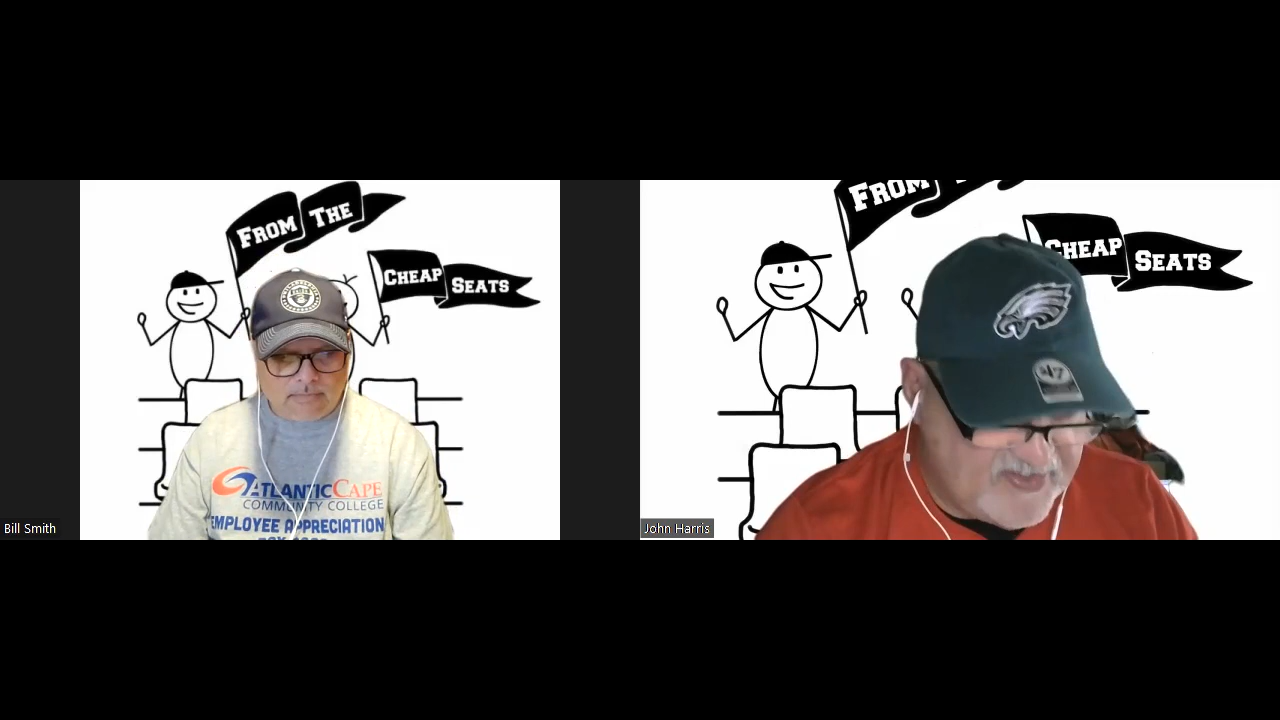 FROM THE
CHEAP SEATS
ATLANTICCAPE
COMMUNITY COLLEGE
EMPLOYEE APPRECIATION
Bill Smith
FROM
CHEAP SEATS
'47
John Harris